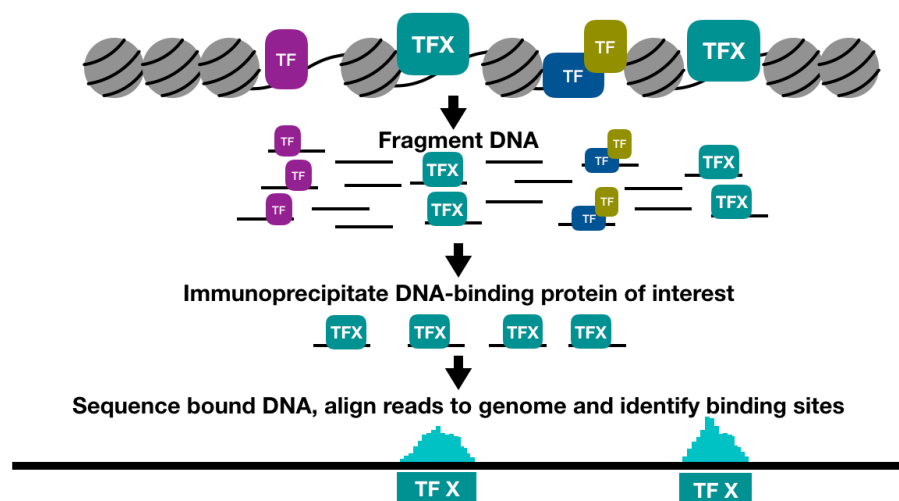 TF TFX TF TF TFX
Fragment DNA
TF TFX TF TF TFX
TF TFX TF TF TFX
TF
Immunoprecipitate DNA-binding protein of interest
TFX TFX TFX TFX
Sequence bound DNA, align reads to genome and identify binding sites
TF X TF X